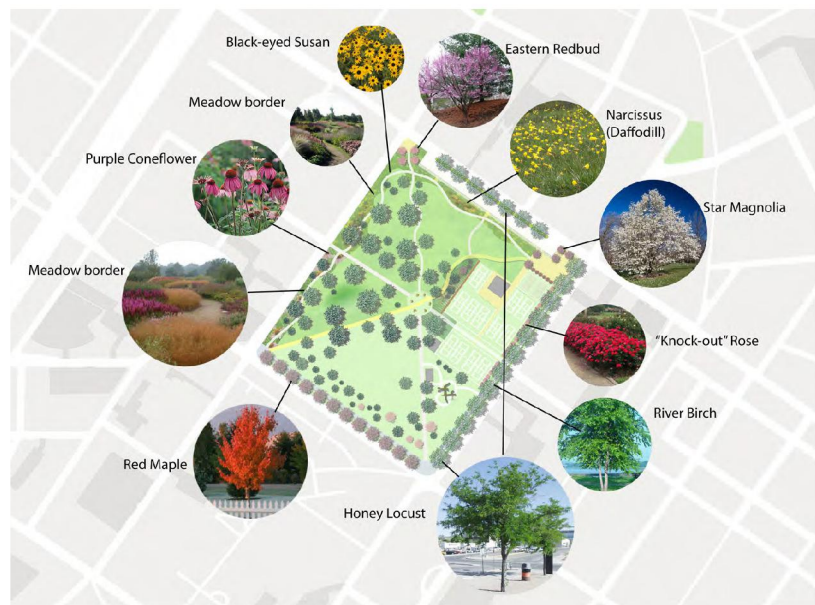 Black-eyed Susan
Eastern Redbud
Meadow border
Narcissus
(Daffodill)
Purple Coneflower
Star Magnolia
Meadow border
"Knock-out" Rose
River Birch
Red Maple
Honey Locust